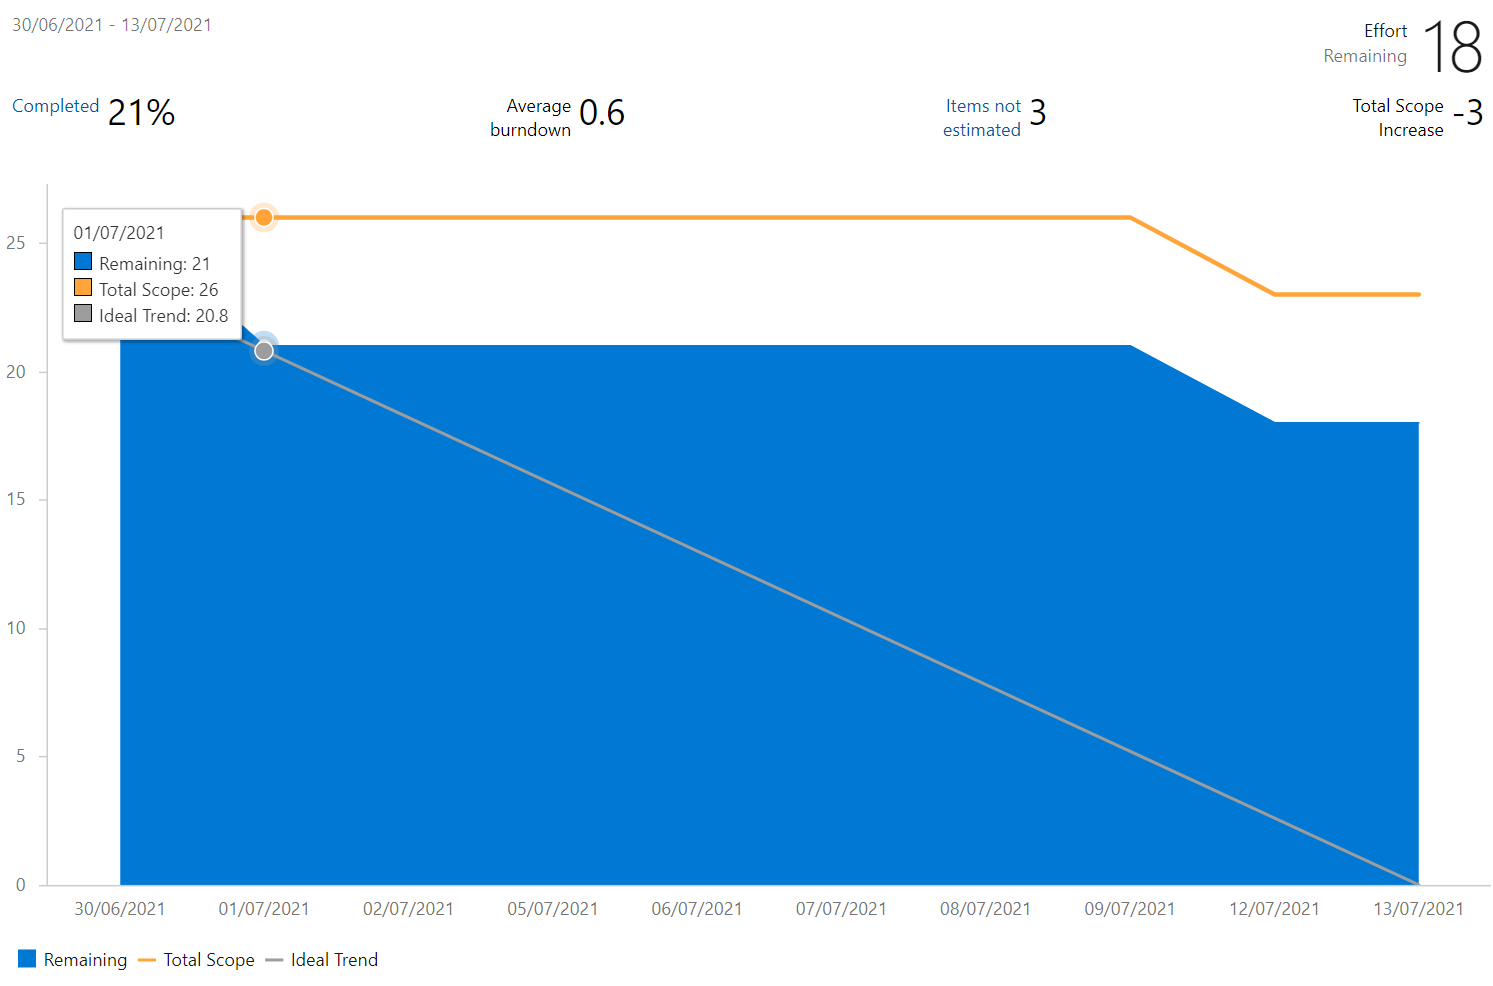 30/06/2021 - 13/07/2021
Effort
Remaining
18
Completed
21%
Average
burndown
0.6
Items not
estimated
3
Total Scope
Increase
-3
01/07/2021
Remaining: 21
Total Scope: 26
Ideal Trend: 20.8
25
20
15
10
5
0
30/06/2021 01/07/2021 02/07/2021 05/07/2021 06/07/2021 07/07/2021 08/07/2021 09/07/2021 12/07/2021 13/07/2021
Remaining Total Scope Ideal Trend